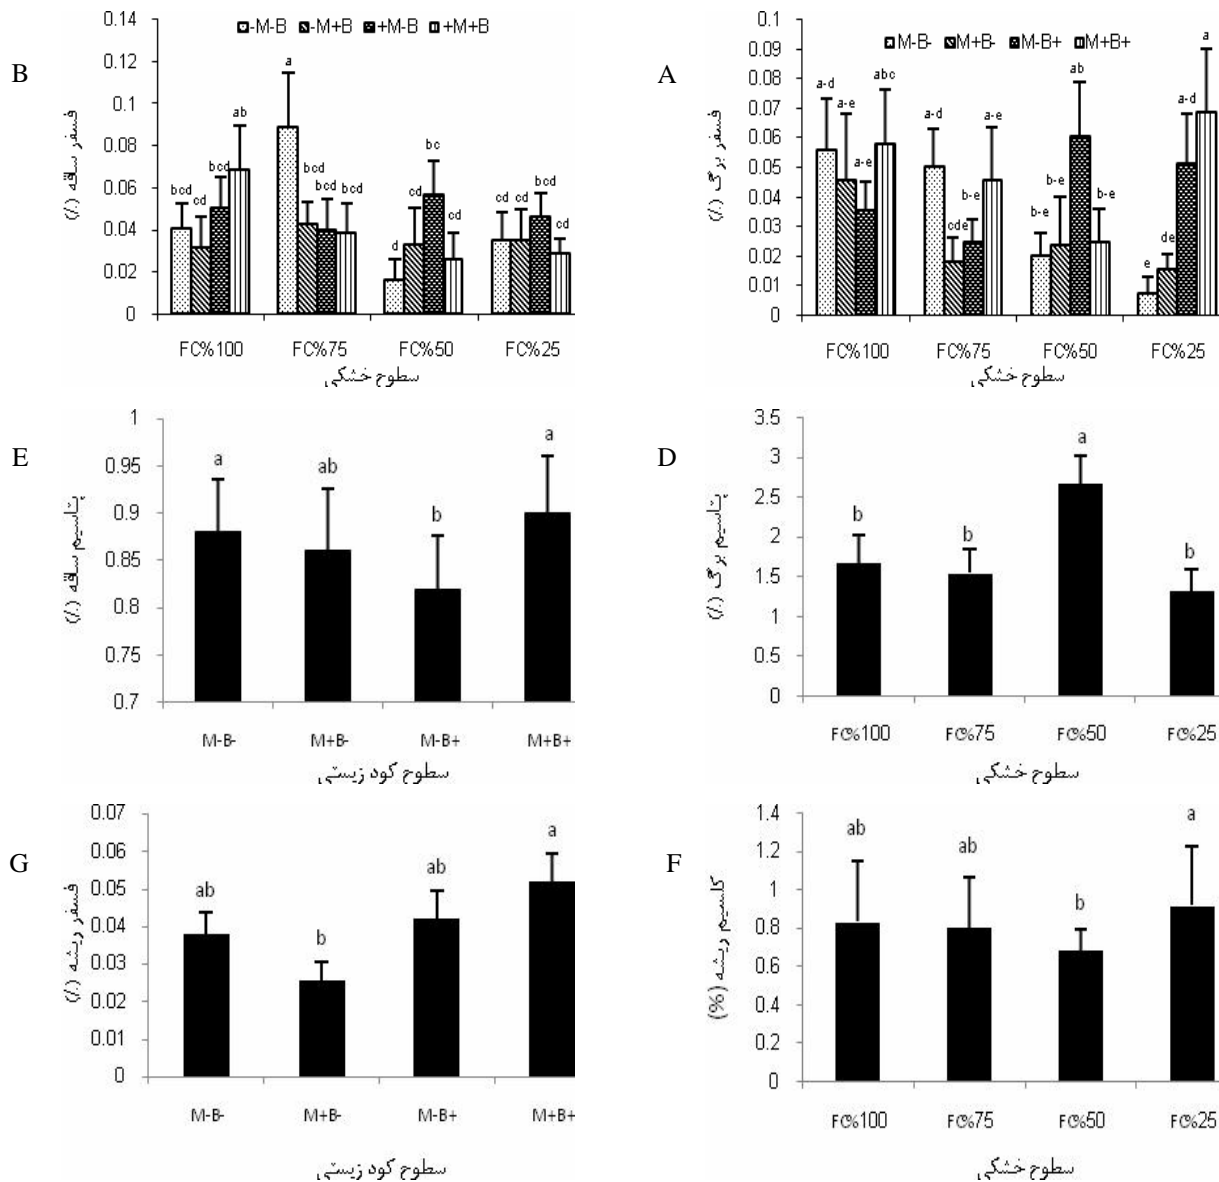 B
0.14
0.12
0.1
0.08
0.06
0.04
0.02
0
-M-B -M+B +M-B +M+B
bcd cd bcd ab
a bcd bcd bcd
d cd bc cd
cd cd bcd cd
FC%100 FC%75 FC%50 FC%25
سطوح خشکی
فسفر ساقه (٪)
A
0.1
0.09
0.08
0.07
0.06
0.05
0.04
0.03
0.02
0.01
0
M-B- M+B- M-B+ M+B+
a-d a-e a-e abc
a-d cde b-e a-e
b-e b-e ab b-e
e de a-d a
FC%100 FC%75 FC%50 FC%25
سطوح خشکی
فسفر برگ (٪)
E
1
0.95
0.9
0.85
0.8
0.75
0.7
a ab b a
M-B- M+B- M-B+ M+B+
سطوح کود زیستی
پتاسیم ساقه (٪)
D
3.5
3
2.5
2
1.5
1
0.5
0
b b a b
FC%100 FC%75 FC%50 FC%25
سطوح خشکی
پتاسیم برگ (٪)
G
0.07
0.06
0.05
0.04
0.03
0.02
0.01
0
ab b ab a
M-B- M+B- M-B+ M+B+
سطوح کود زیستی
فسفر ریشه (٪)
F
1.4
1.2
1
0.8
0.6
0.4
0.2
0
ab ab b a
FC%100 FC%75 FC%50 FC%25
سطوح خشکی
کلسیم ریشه (%)